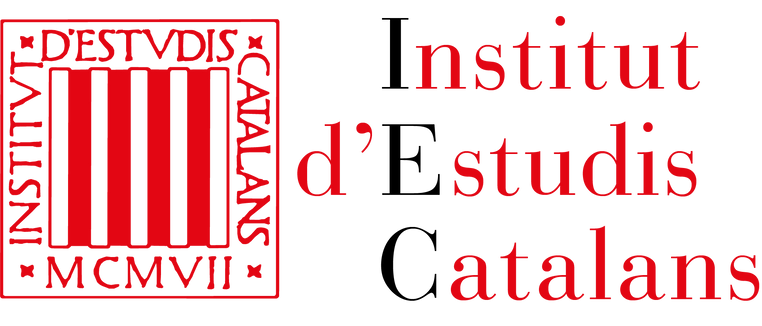 INSTITVT
D'ESTVDIS
CATALANS
MCMVII
Institut
d'Estudis
Catalans